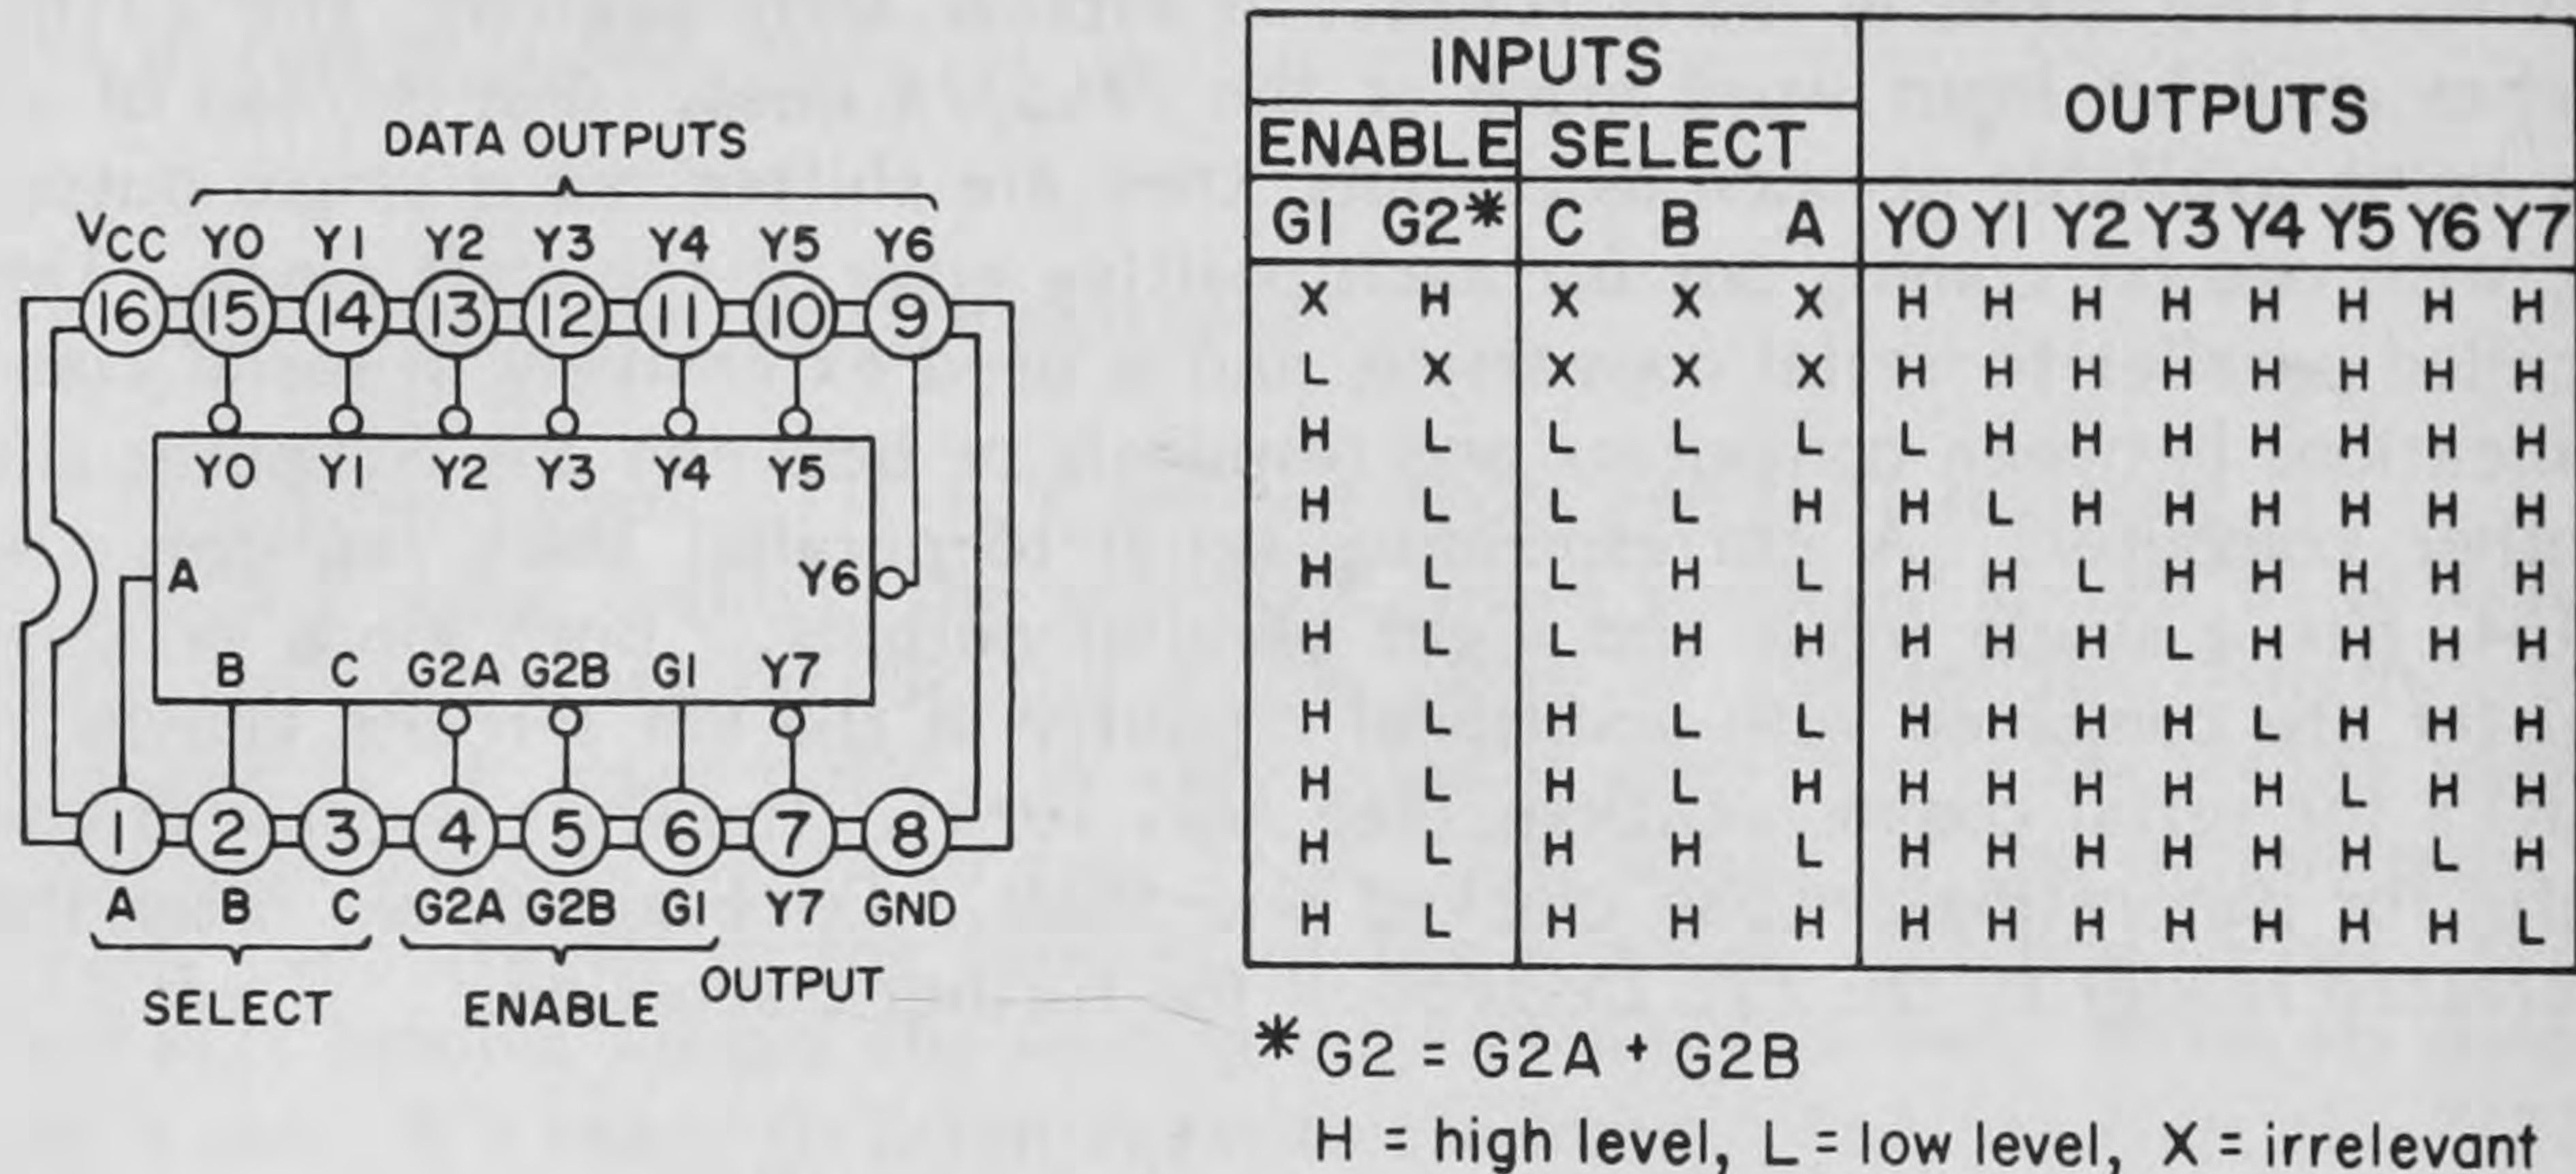 DATA OUTPUTS
VCC Y0 Y1 Y2 Y3 Y4 Y5 Y6
16 15 14 13 12 11 10 9
Y0 Y1 Y2 Y3 Y4 Y5
A Y6
B C G2A G2B G1 Y7
1 2 3 4 5 6 7 8
A B C G2A G2B G1 Y7 GND
SELECT ENABLE OUTPUT
INPUTS OUTPUTS
ENABLE SELECT
G1 G2* C B A Y0 Y1 Y2 Y3 Y4 Y5 Y6 Y7
X H X X X H H H H H H H H
L X X X X H H H H H H H H
H L L L L L H H H H H H H
H L L L H H L H H H H H H
H L L H L H H L H H H H H
H L L H H H H H L H H H H
H L H L L H H H H L H H H
H L H L H H H H H H L H H
H L H H L H H H H H H L H
H L H H H H H H H H H H L
* G2 = G2A + G2B
H = high level, L = low level, X = irrelevant